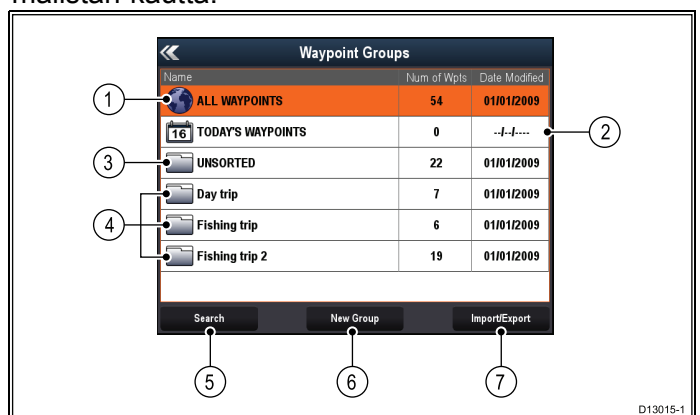 kautta.
Waypoint Groups
Name Num of Wpts Date Modified
ALL WAYPOINTS 54 01/01/2009
1
16 TODAY'S WAYPOINTS 0 --/--/----
2
3
UNSORTED 22 01/01/2009
Day trip 7 01/01/2009
4
Fishing trip 6 01/01/2009
Fishing trip 2 19 01/01/2009
Search New Group Import/Export
5 6 7
D13015-1